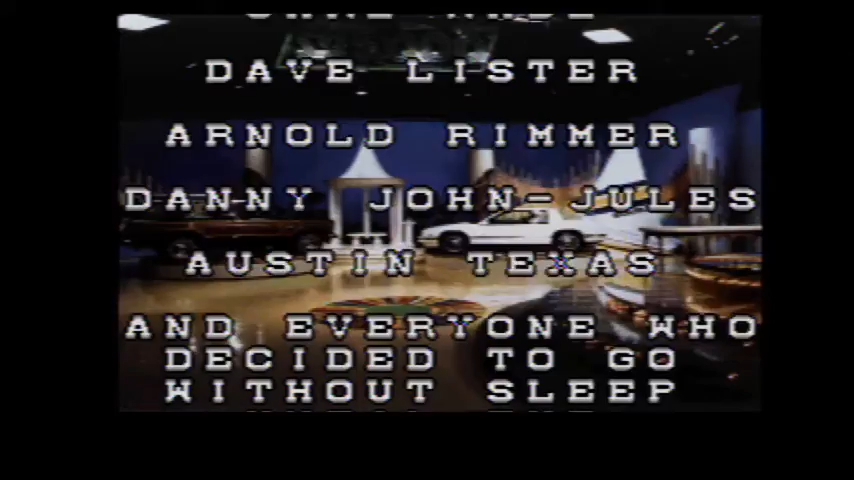 DAVE LISTER
ARNOLD RIMMER
DANNY JOHN-JULES
AUSTIN TEXAS
AND EVERYONE WHO
DECIDED TO GO
WITHOUT SLEEP